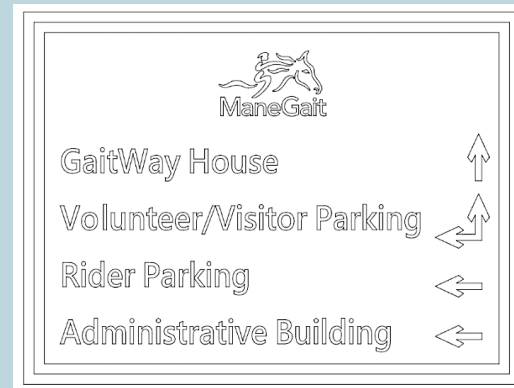 ManeGait
GaitWay House
Volunteer/Visitor Parking
Rider Parking
Administrative Building